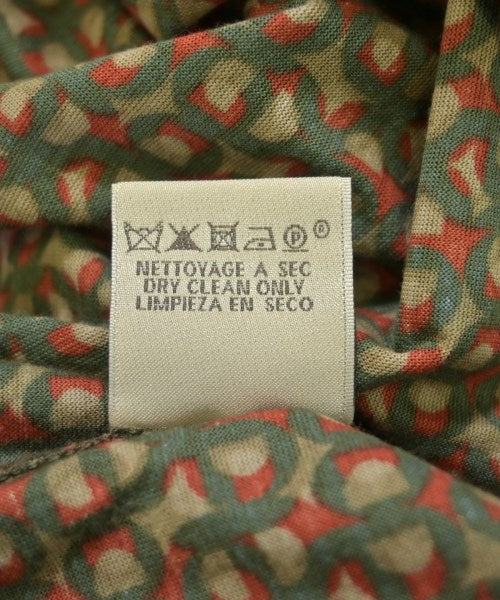 P ®
NETTOYAGE A SEC
DRY CLEAN ONLY
LIMPIEZA EN SECO